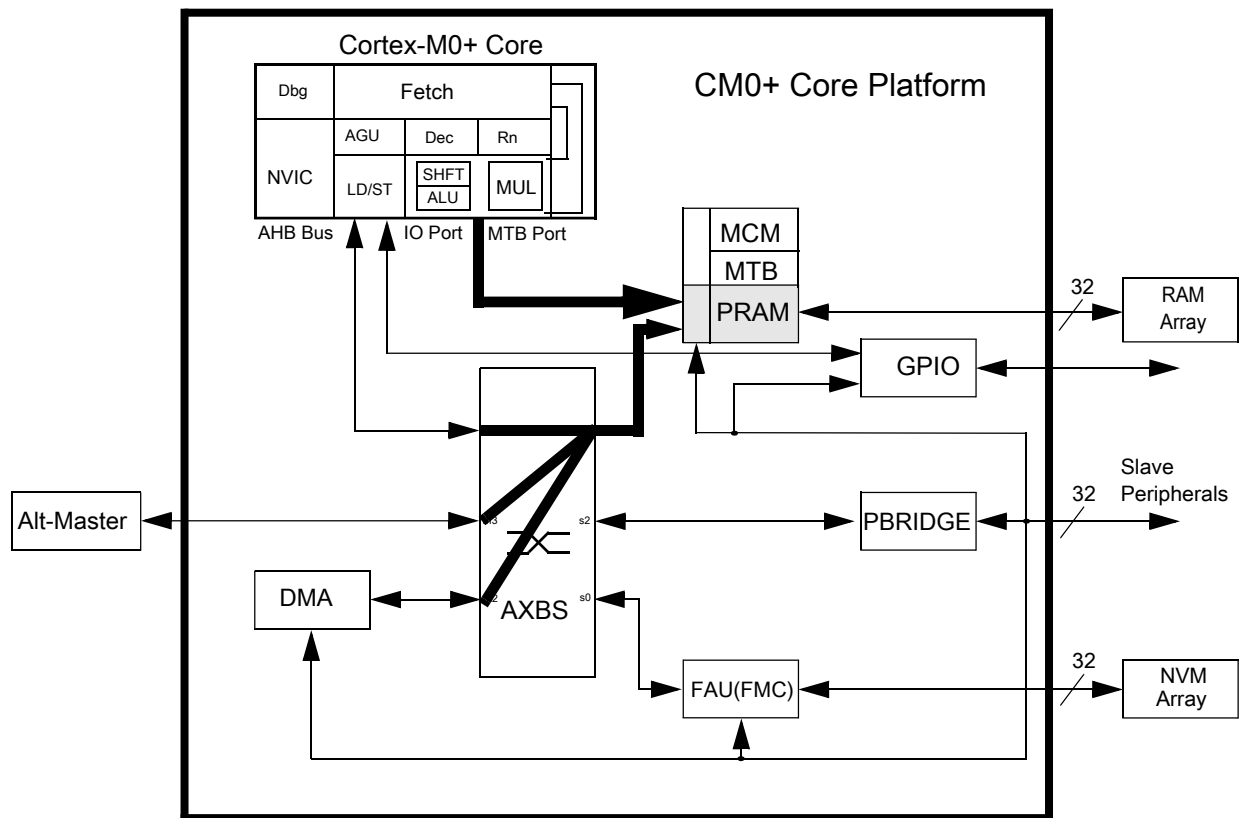 Cortex-M0+ Core
CM0+ Core Platform
Dbg
Fetch
AGU
Dec
Rn
NVIC
LD/ST
SHFT
ALU
MUL
AHB Bus
IO Port
MTB Port
MCM
MTB
PRAM
32
RAM
Array
GPIO
Slave
Peripherals
32
Alt-Master
s2
PBRIDGE
DMA
s0
AXBS
FAU(FMC)
32
NVM
Array